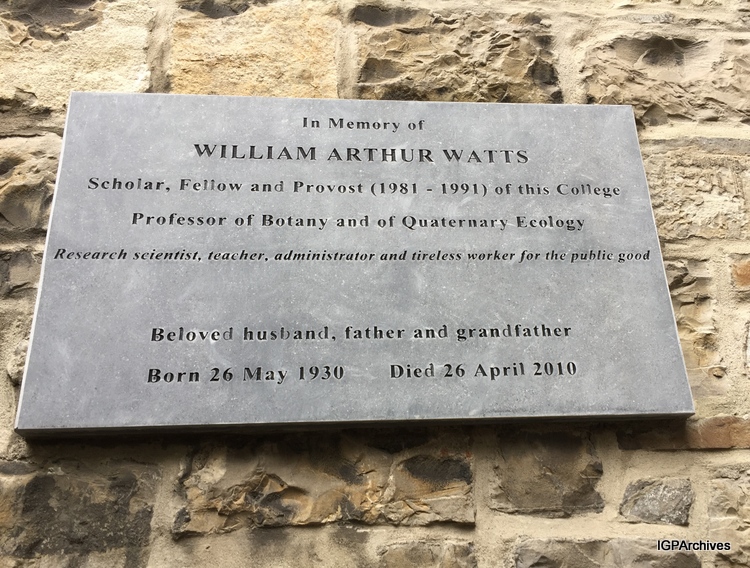 In Memory of
WILLIAM ARTHUR WATTS
Scholar, Fellow and Provost (1981 - 1991) of this College
Professor of Botany and of Quaternary Ecology
Research scientist, teacher, administrator and tireless worker for the public good
Beloved husband, father and grandfather
Born 26 May 1930 Died 26 April 2010
IGPArchives